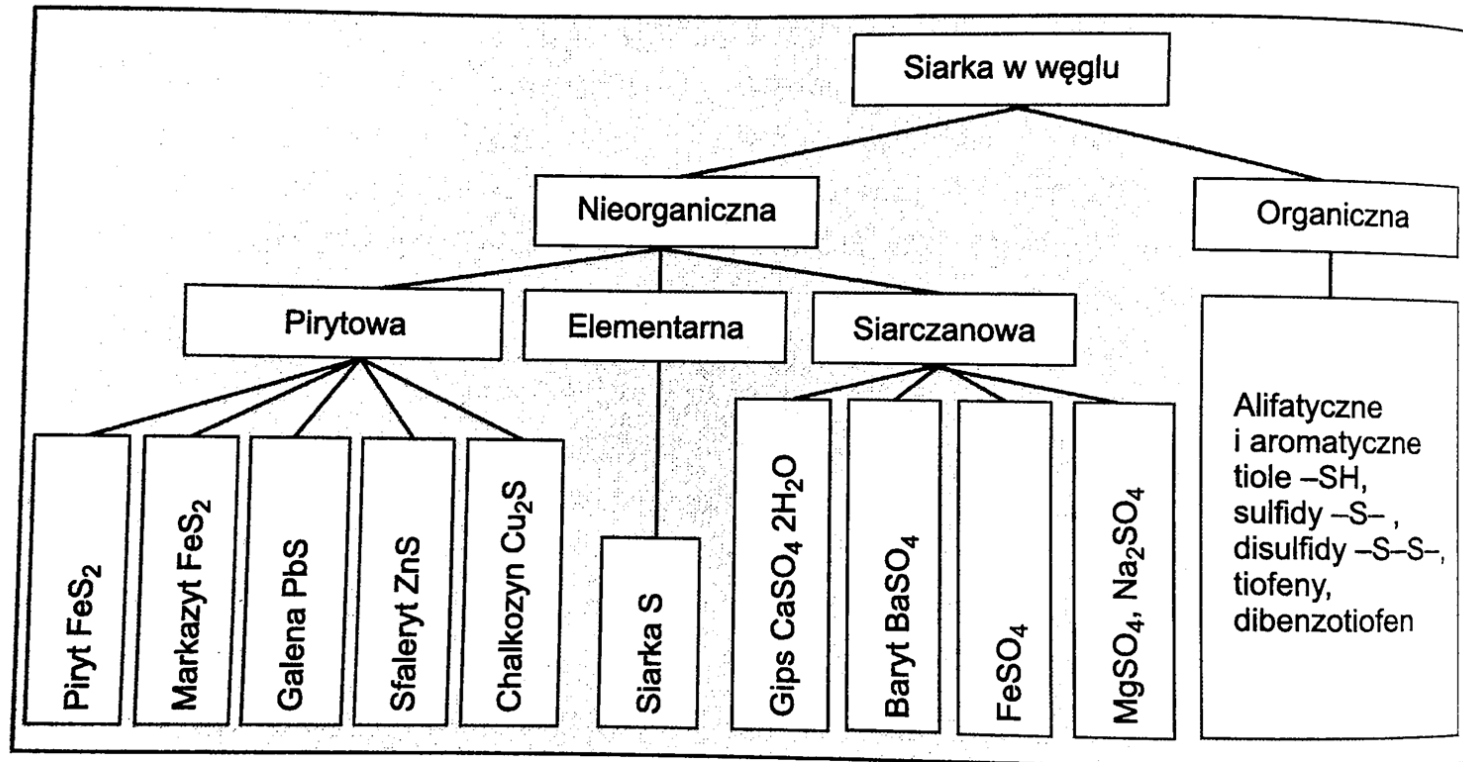 Siarka w węglu
Nieorganiczna
Organiczna
Pirytowa
Elementarna
Siarczanowa
Piryt FeS₂
Markazyt FeS₂
Galena PbS
Sfaleryt ZnS
Chalkozyn Cu₂S
Siarka S
Gips CaSO₄ 2H₂O
Baryt BaSO₄
FeSO₄
MgSO₄, Na₂SO₄
Alifatyczne
i aromatyczne
tiole –SH,
sulfidy –S– ,
disulfidy –S–S–,
tiofeny,
dibenzotiofen